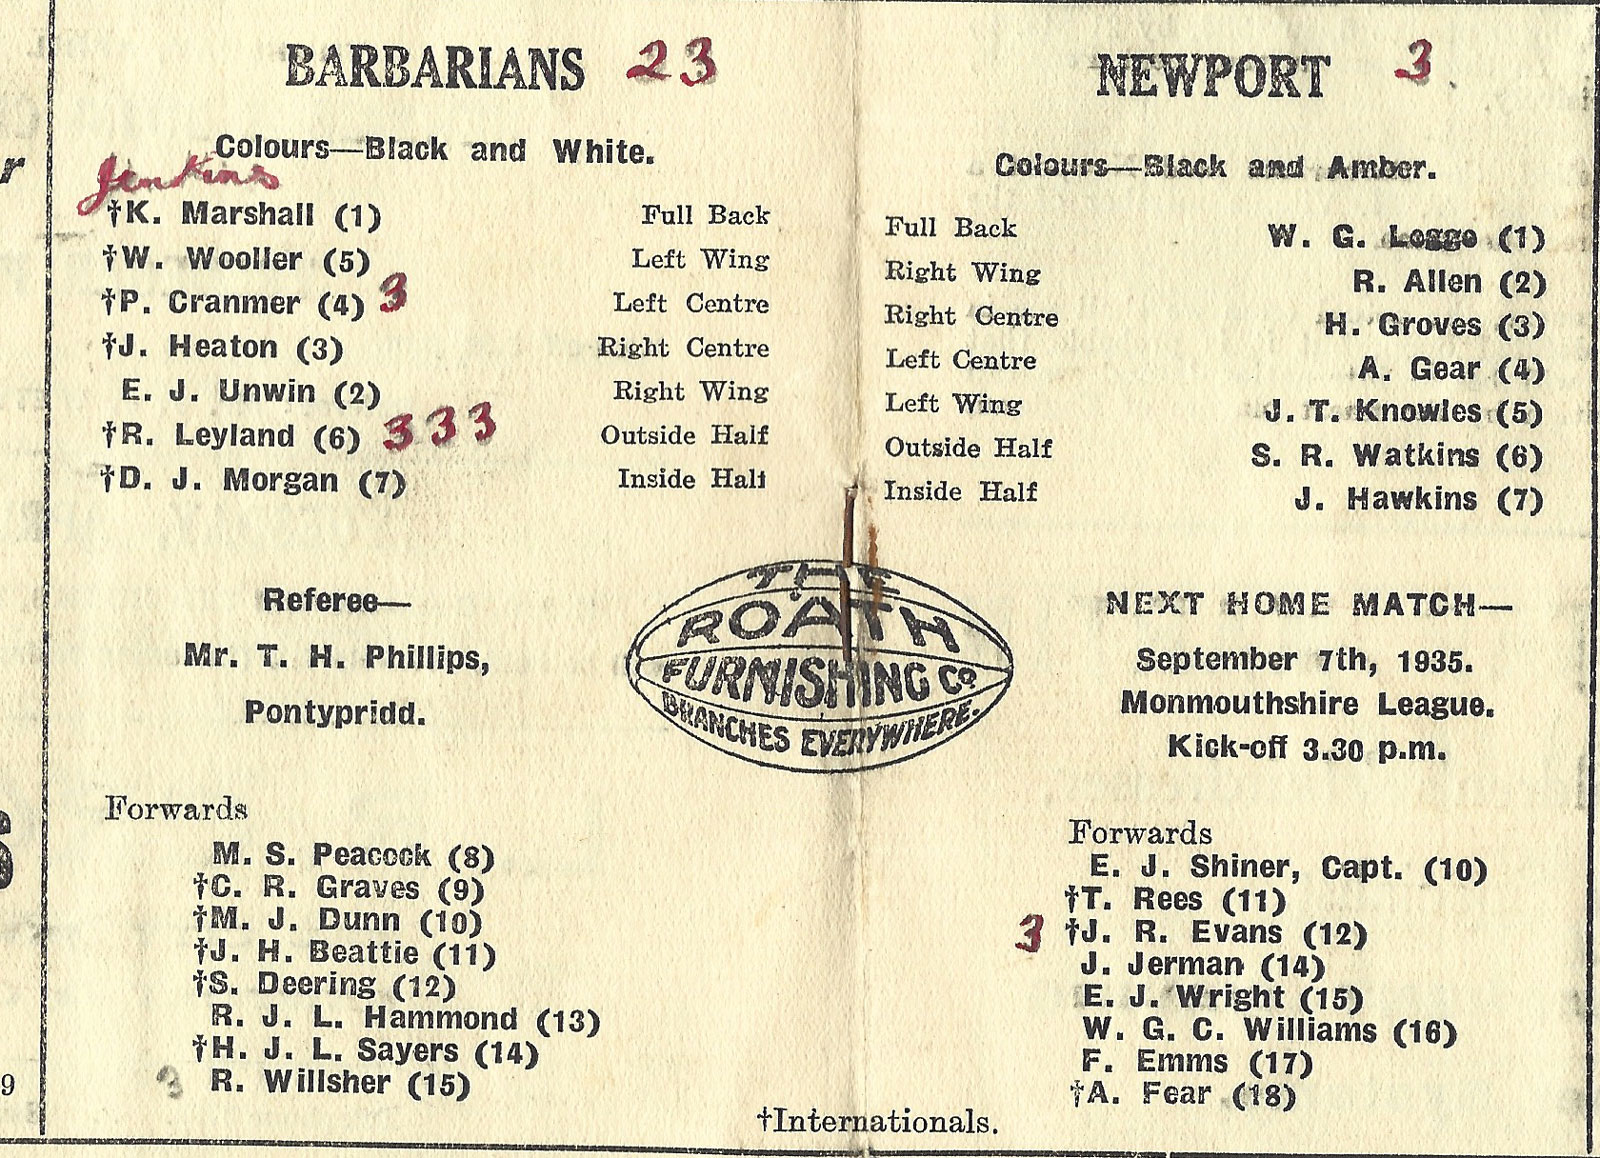 BARBARIANS 23
Colours—Black and White.
Jenkins
†K. Marshall (1) Full Back
†W. Wooller (5) Left Wing
†P. Cranmer (4) 3 Left Centre
†J. Heaton (3) Right Centre
E. J. Unwin (2) Right Wing
†R. Leyland (6) 3 3 3 Outside Half
†D. J. Morgan (7) Inside Half
Referee—
Mr. T. H. Phillips,
Pontypridd.
Forwards
M. S. Peacock (8)
†C. R. Graves (9)
†M. J. Dunn (10)
†J. H. Beattie (11)
†S. Deering (12)
R. J. L. Hammond (13)
†H. J. L. Sayers (14)
3 R. Willsher (15)
THE
ROATH
FURNISHING Co.
BRANCHES EVERYWHERE.
NEWPORT 3
Colours—Black and Amber.
Full Back W. G. Legge (1)
Right Wing R. Allen (2)
Right Centre H. Groves (3)
Left Centre A. Gear (4)
Left Wing J. T. Knowles (5)
Outside Half S. R. Watkins (6)
Inside Half J. Hawkins (7)
NEXT HOME MATCH—
September 7th, 1935.
Monmouthshire League.
Kick-off 3.30 p.m.
Forwards
E. J. Shiner, Capt. (10)
†T. Rees (11)
3 †J. R. Evans (12)
J. Jerman (14)
E. J. Wright (15)
W. G. C. Williams (16)
F. Emms (17)
†A. Fear (18)
†Internationals.
r
9